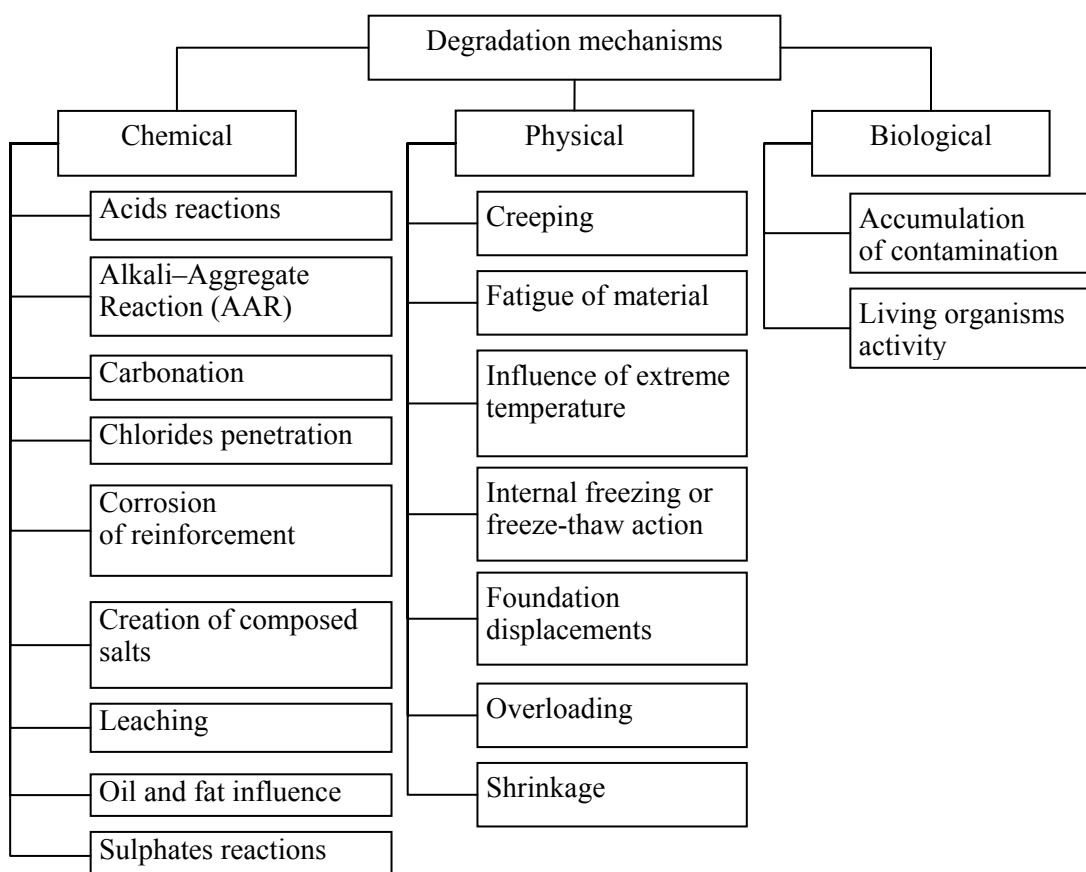 Degradation mechanisms
Chemical
Physical
Biological
Acids reactions
Alkali–Aggregate
Reaction (AAR)
Carbonation
Chlorides penetration
Corrosion
of reinforcement
Creation of composed
salts
Leaching
Oil and fat influence
Sulphates reactions
Creeping
Fatigue of material
Influence of extreme
temperature
Internal freezing or
freeze-thaw action
Foundation
displacements
Overloading
Shrinkage
Accumulation
of contamination
Living organisms
activity